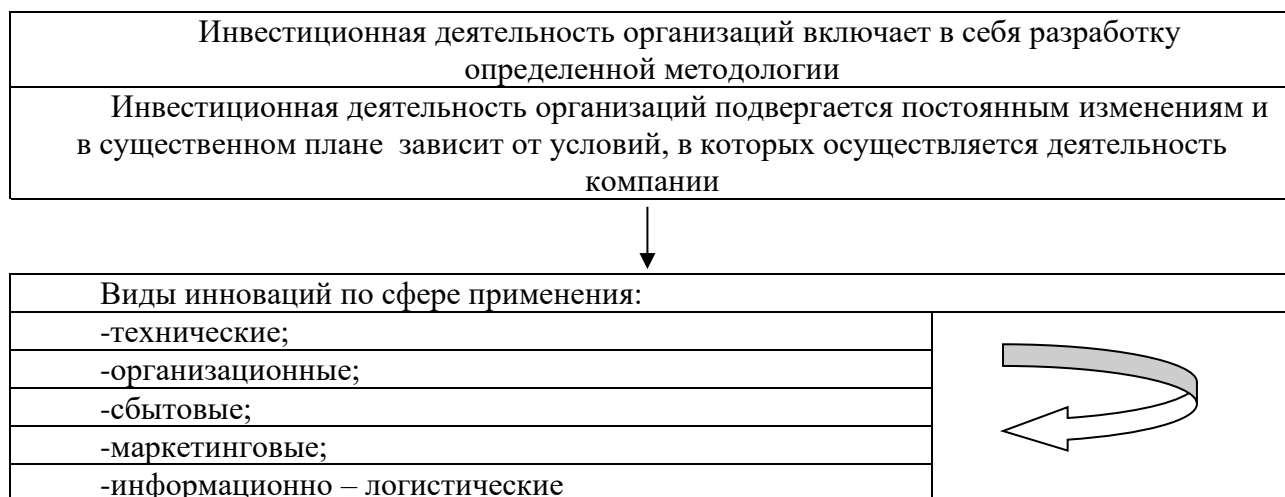 Инвестиционная деятельность организаций включает в себя разработку
определенной методологии
Инвестиционная деятельность организаций подвергается постоянным изменениям и
в существенном плане зависит от условий, в которых осуществляется деятельность
компании
Виды инноваций по сфере применения:
-технические;
-организационные;
-сбытовые;
-маркетинговые;
-информационно – логистические